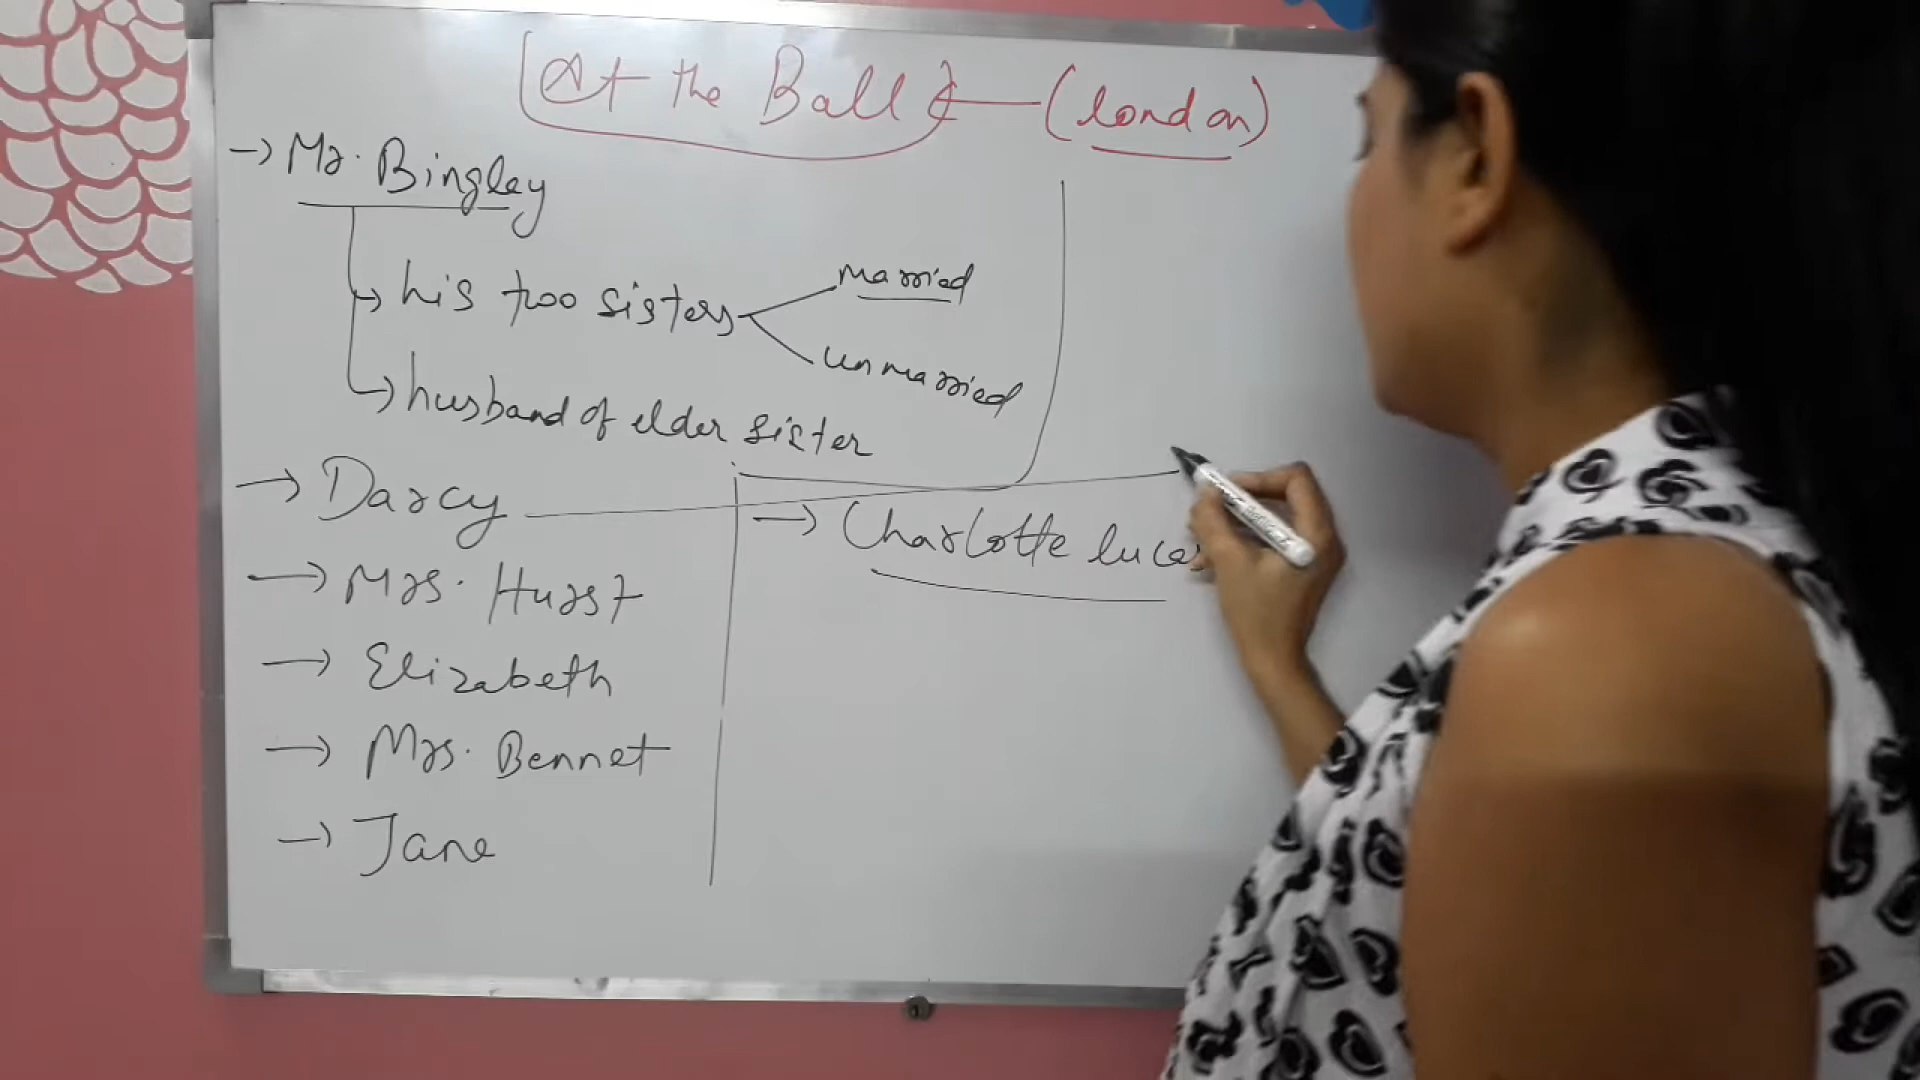 At the Ball ← (London)
→ Mr. Bingley
→ his two sisters
married
unmarried
→ husband of elder sister
→ Darcy
→ Mrs. Hurst
→ Elizabeth
→ Mrs. Bennet
→ Jane
→ Charlotte lucas